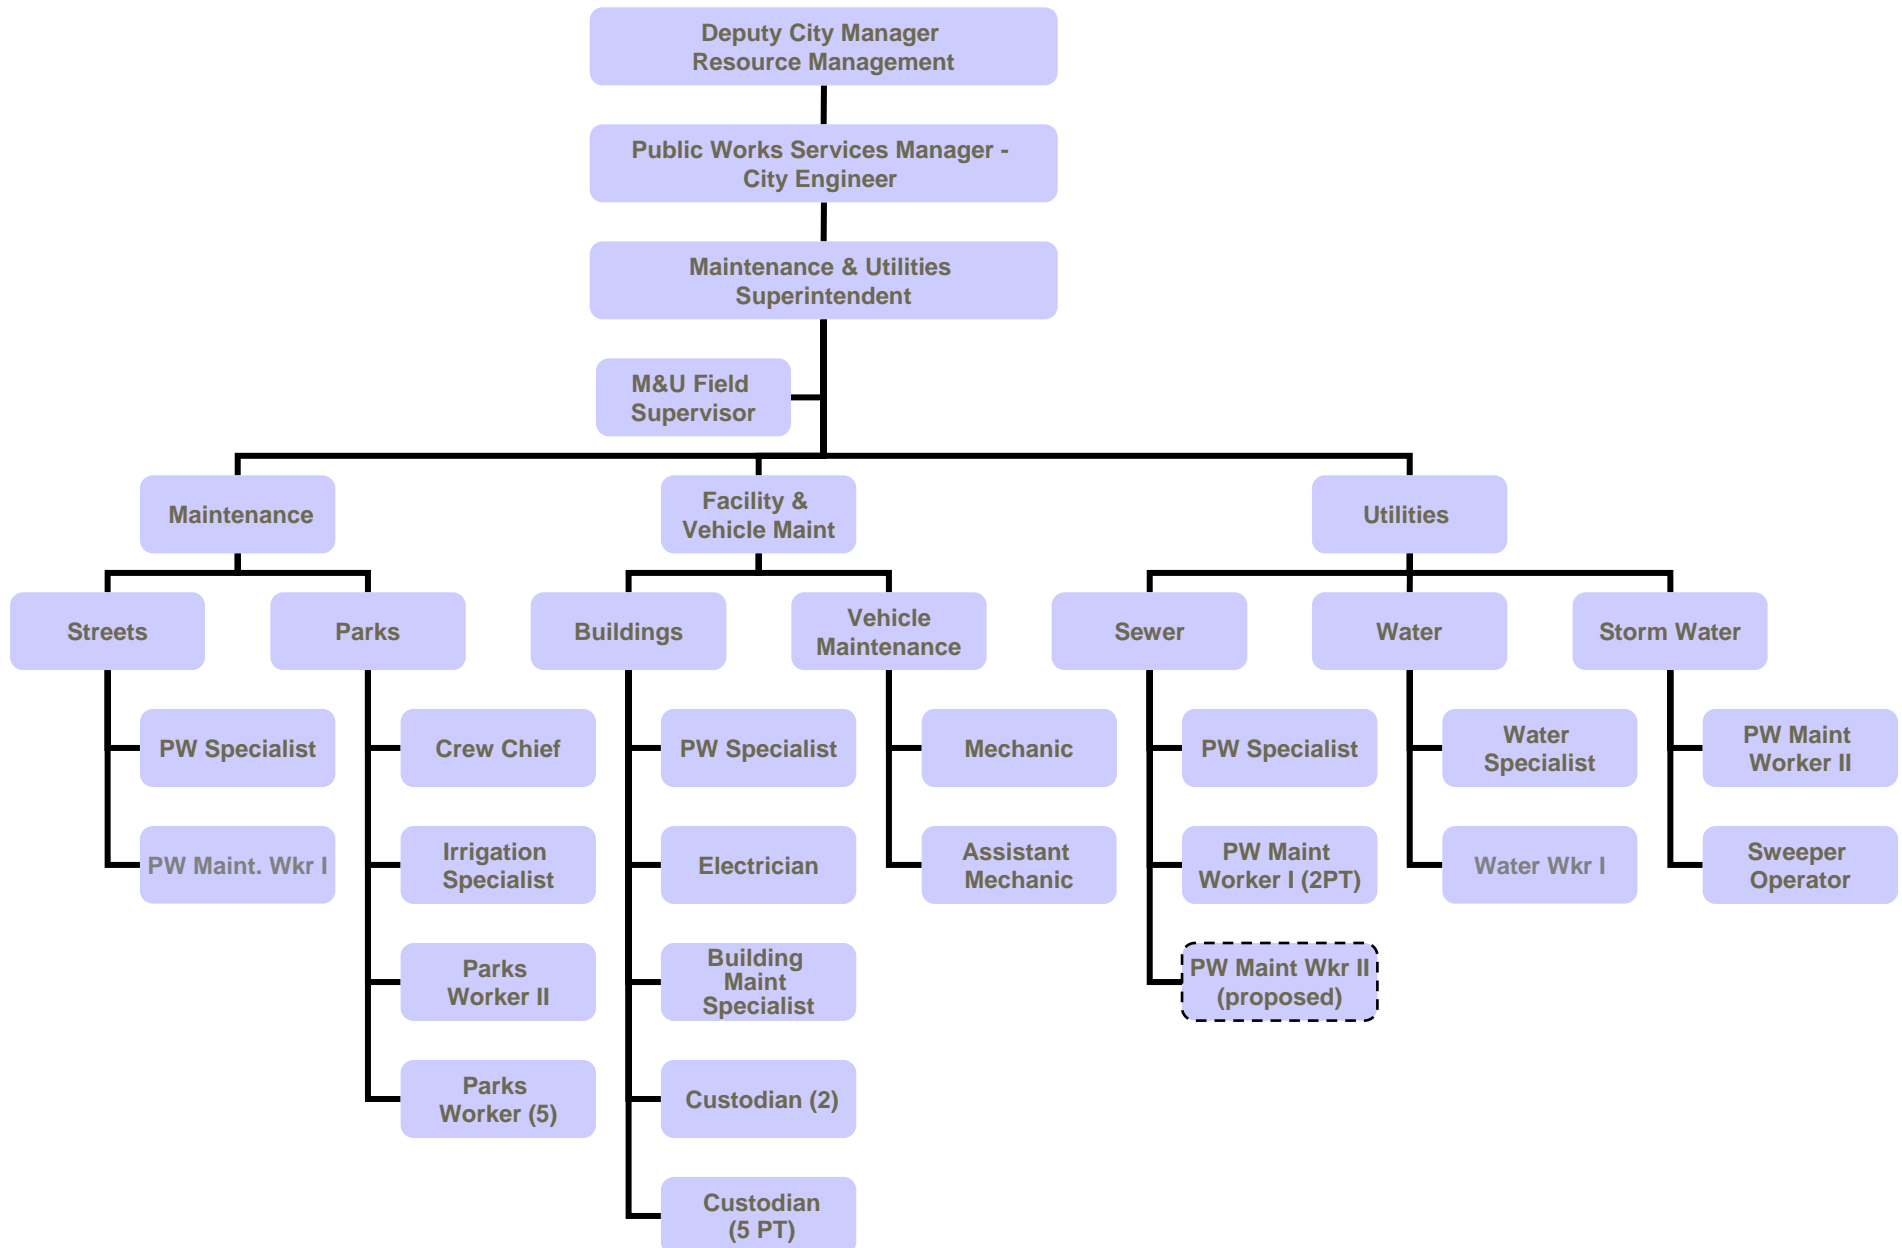 Deputy City Manager
Resource Management
Public Works Services Manager -
City Engineer
Maintenance & Utilities
Superintendent
M&U Field
Supervisor
Maintenance
Facility &
Vehicle Maint
Utilities
Streets
Parks
Buildings
Vehicle
Maintenance
Sewer
Water
Storm Water
PW Specialist
Crew Chief
PW Specialist
Mechanic
PW Specialist
Water
Specialist
PW Maint
Worker II
PW Maint. Wkr I
Irrigation
Specialist
Electrician
Assistant
Mechanic
PW Maint
Worker I (2PT)
Water Wkr I
Sweeper
Operator
Parks
Worker II
Building
Maint
Specialist
PW Maint Wkr II
(proposed)
Parks
Worker (5)
Custodian (2)
Custodian
(5 PT)